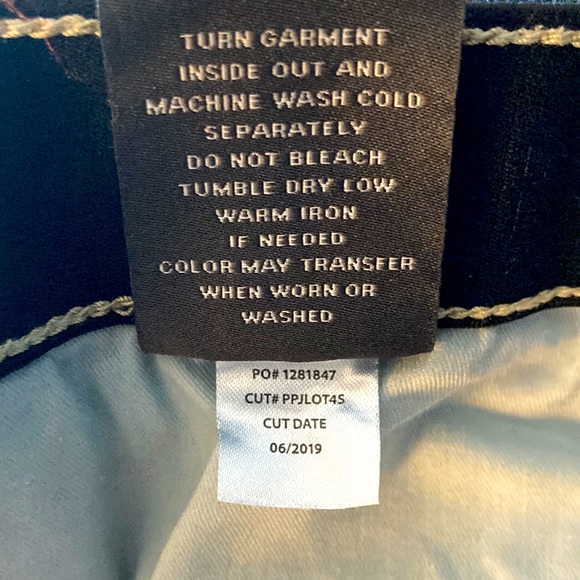 TURN GARMENT
INSIDE OUT AND
MACHINE WASH COLD
SEPARATELY
DO NOT BLEACH
TUMBLE DRY LOW
WARM IRON
IF NEEDED
COLOR MAY TRANSFER
WHEN WORN OR
WASHED
PO# 1281847
CUT# PPJLOT4S
CUT DATE
06/2019